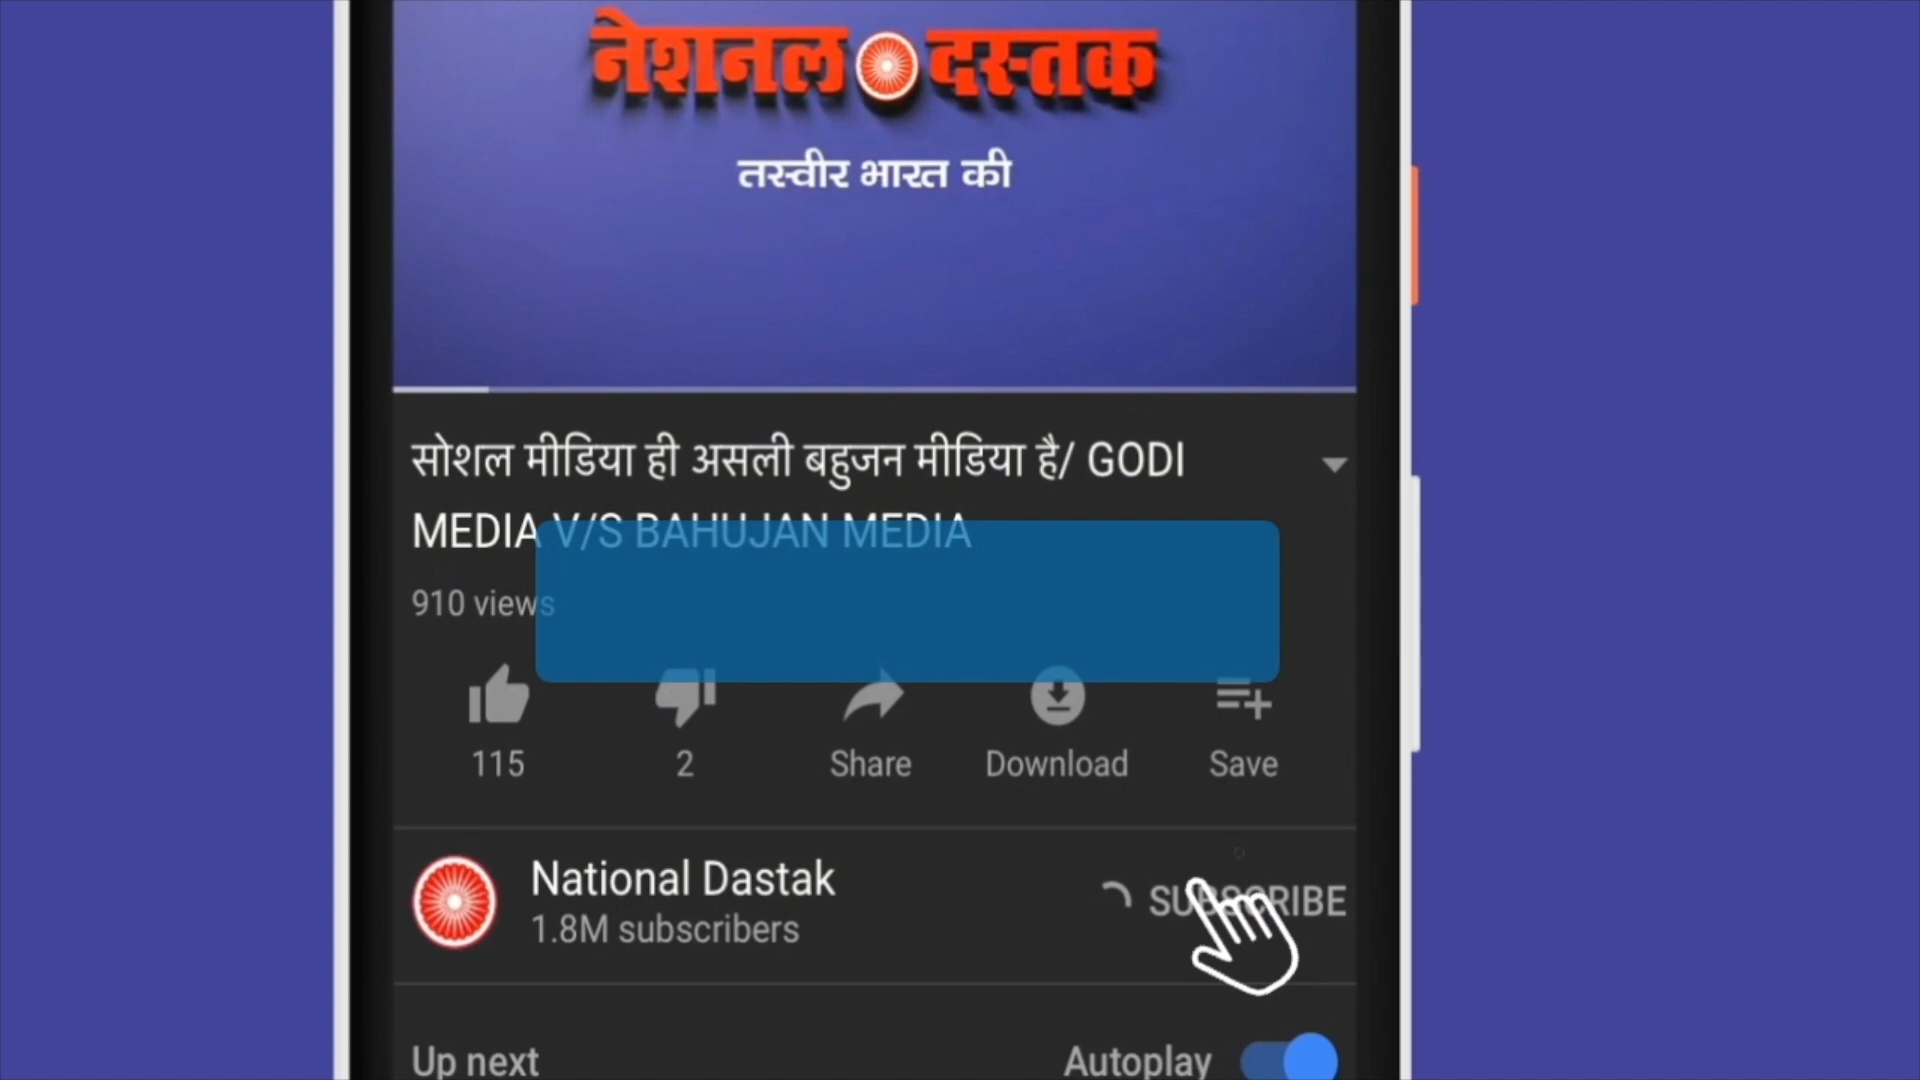 नेशनल दस्तक
तस्वीर भारत की
सोशल मीडिया ही असली बहुजन मीडिया है/ GODI
MEDIA V/S BAHUJAN MEDIA
910 views
115
2
Share
Download
Save
National Dastak
SUBSCRIBE
1.8M subscribers
Up next
Autoplay